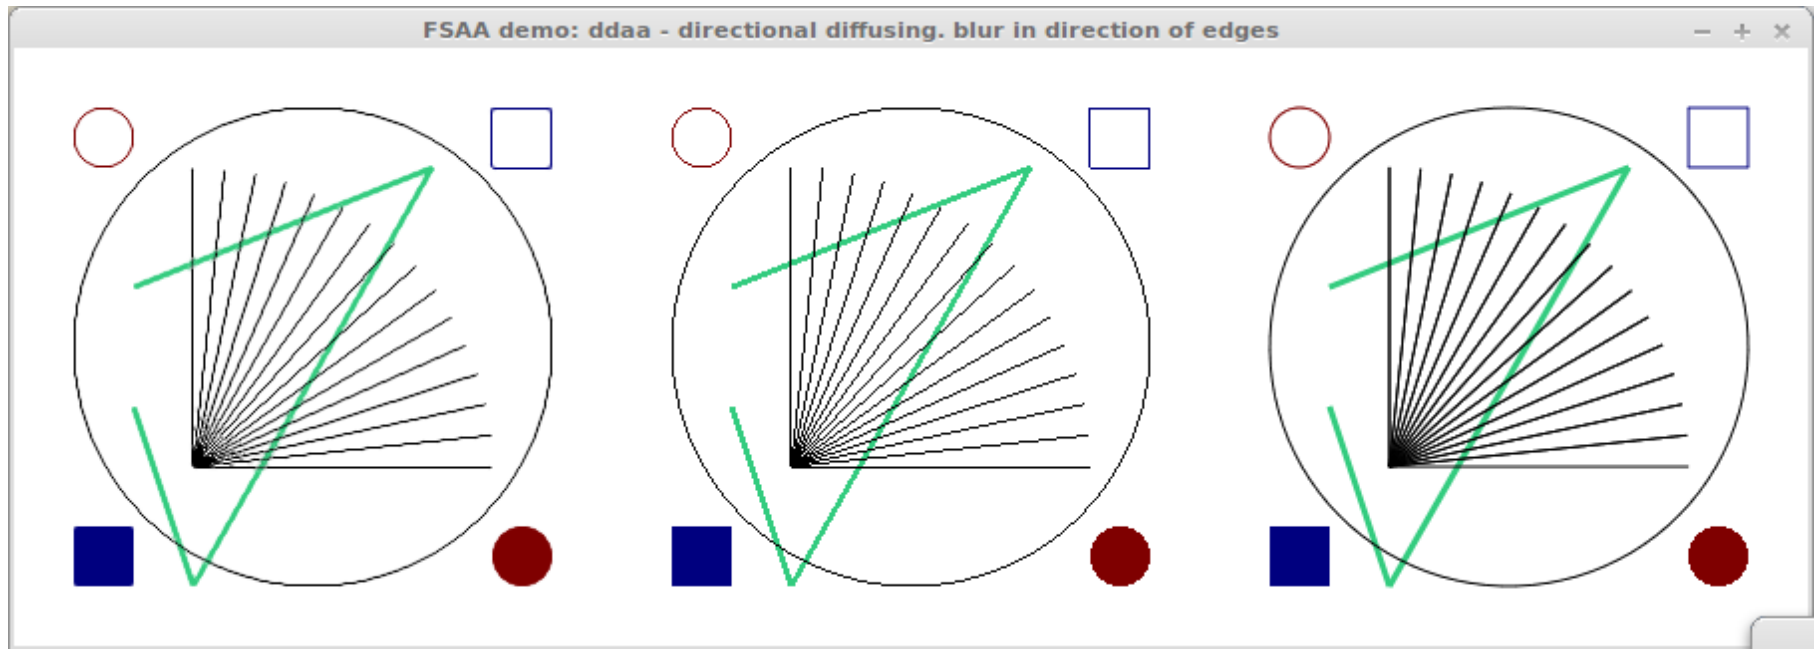 FSAA demo: ddaa - directional diffusing. blur in direction of edges